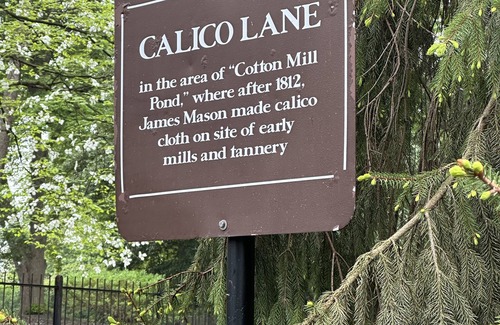 CALICO LANE
in the area of “Cotton Mill
Pond,” where after 1812,
James Mason made calico
cloth on site of early
mills and tannery